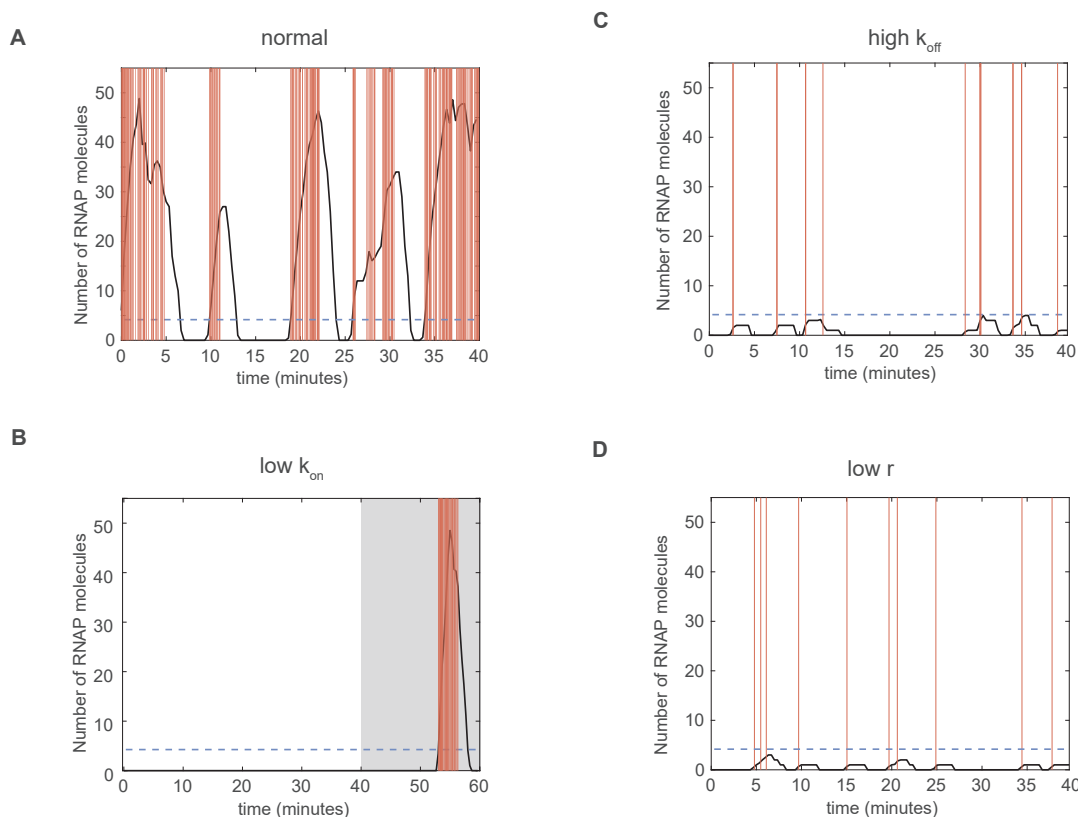 A
normal
Number of RNAP molecules
50
40
30
20
10
0
0 5 10 15 20 25 30 35 40
time (minutes)
B
low k_on
Number of RNAP molecules
50
40
30
20
10
0
0 10 20 30 40 50 60
time (minutes)
C
high k_off
Number of RNAP molecules
50
40
30
20
10
0
0 5 10 15 20 25 30 35 40
time (minutes)
D
low r
Number of RNAP molecules
50
40
30
20
10
0
0 5 10 15 20 25 30 35 40
time (minutes)